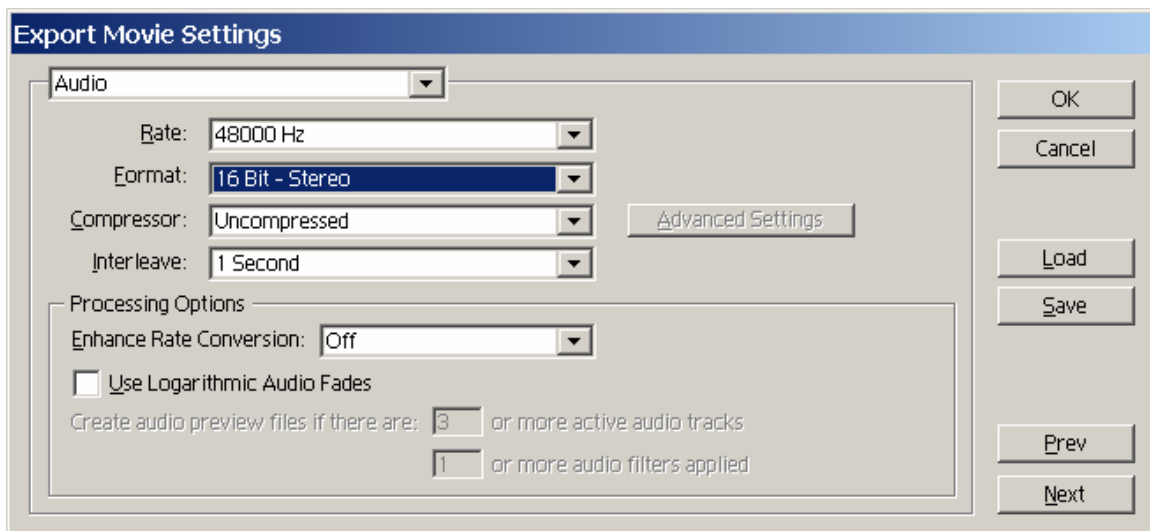 Export Movie Settings
Audio
OK
Rate: 48000 Hz
Cancel
Format: 16 Bit - Stereo
Compressor: Uncompressed
Advanced Settings
Interleave: 1 Second
Load
Processing Options
Save
Enhance Rate Conversion: Off
Use Logarithmic Audio Fades
Create audio preview files if there are: 3 or more active audio tracks
Prev
1 or more audio filters applied
Next